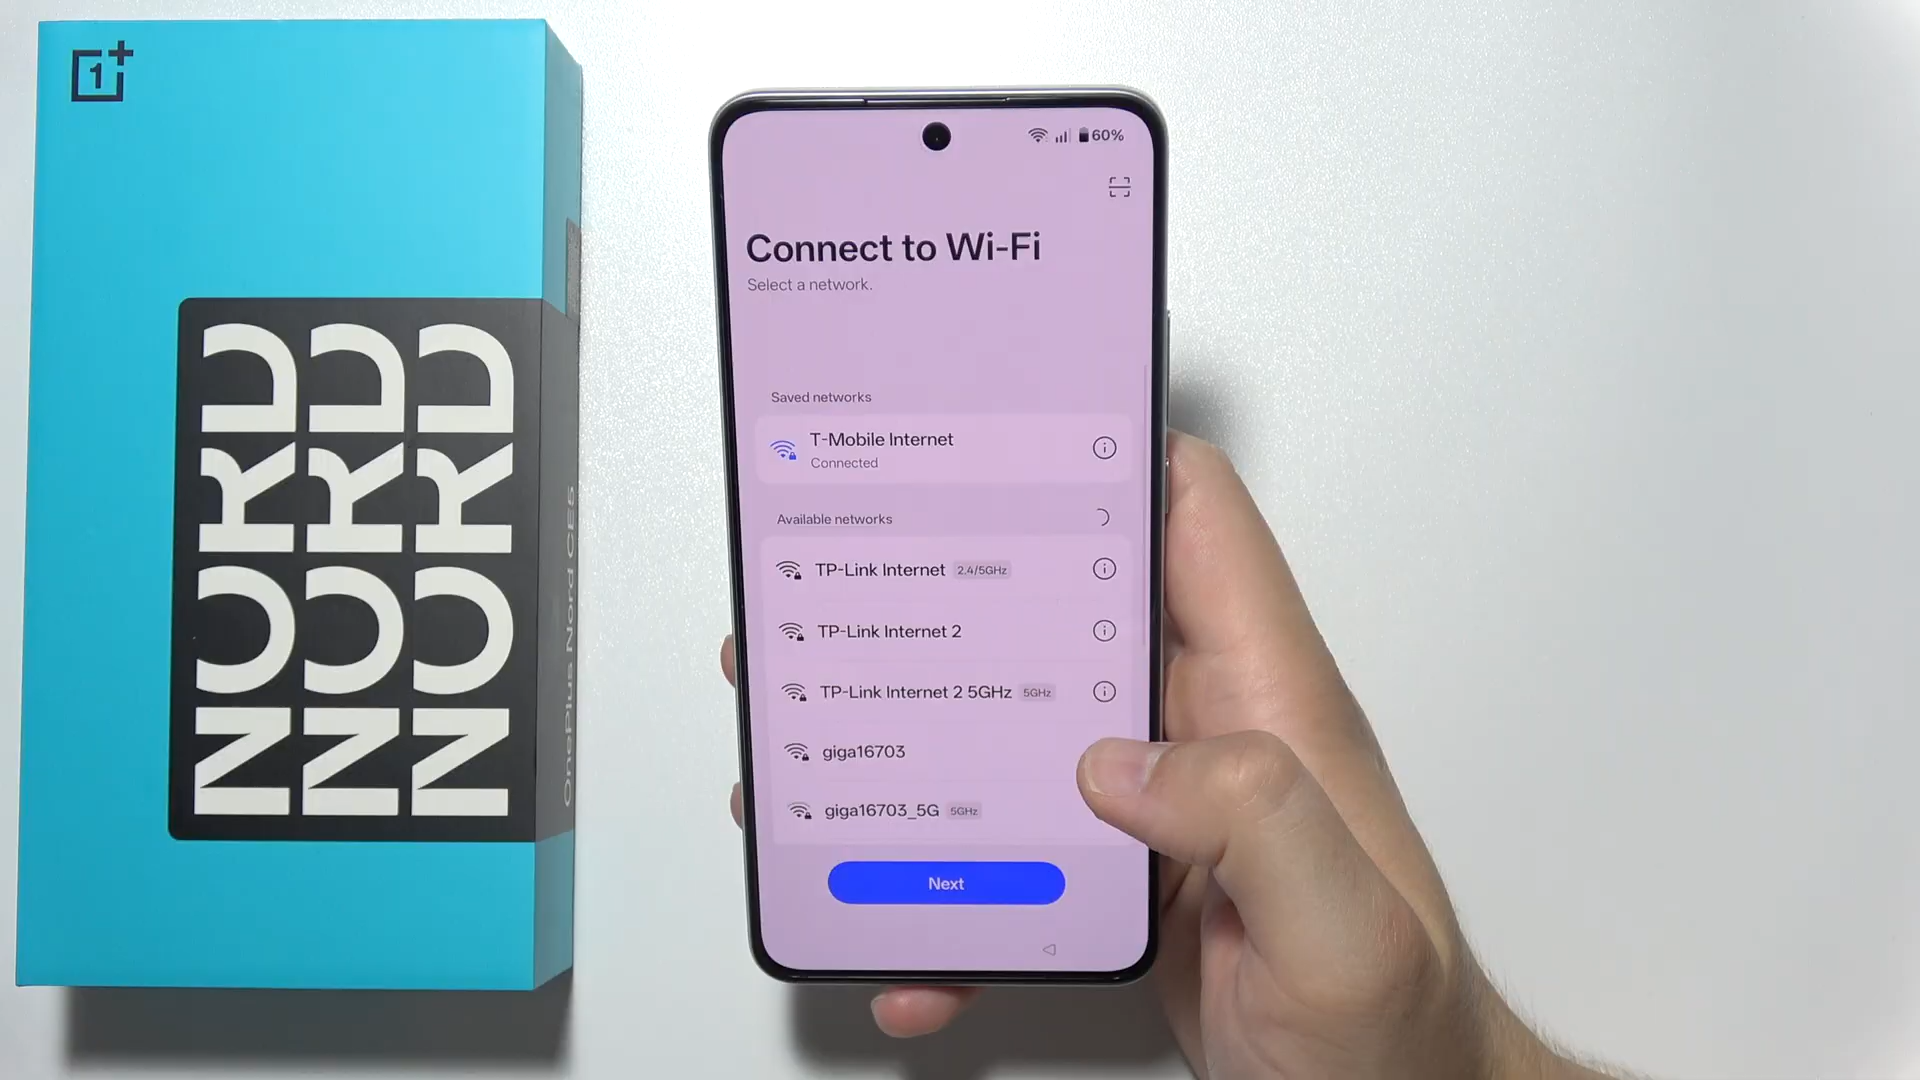 1+
NORD
NORD
NORD
OnePlus Nord CE5
60%
Connect to Wi-Fi
Select a network.
Saved networks
T-Mobile Internet
Connected
Available networks
TP-Link Internet 2.4/5GHz
TP-Link Internet 2
TP-Link Internet 2 5GHz 5GHz
giga16703
giga16703_5G 5GHz
Next